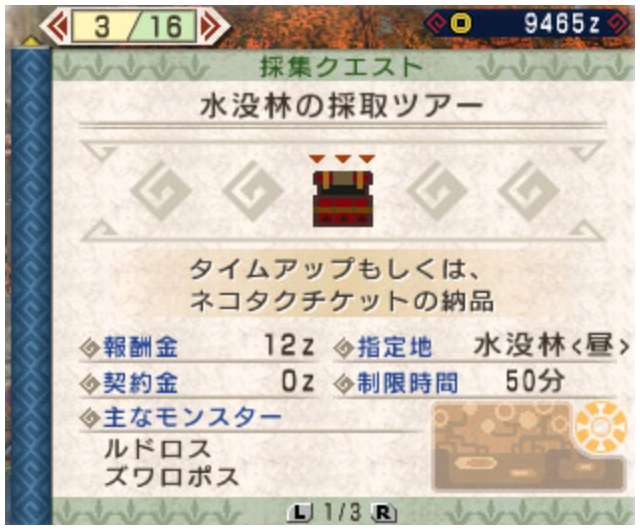 3/16
9465z
採集クエスト
水没林の採取ツアー
タイムアップもしくは、
ネコタクチケットの納品
報酬金 12z 指定地 水没林<昼>
契約金 0z 制限時間 50分
主なモンスター
ルドロス
ズワロポス
L 1/3 R